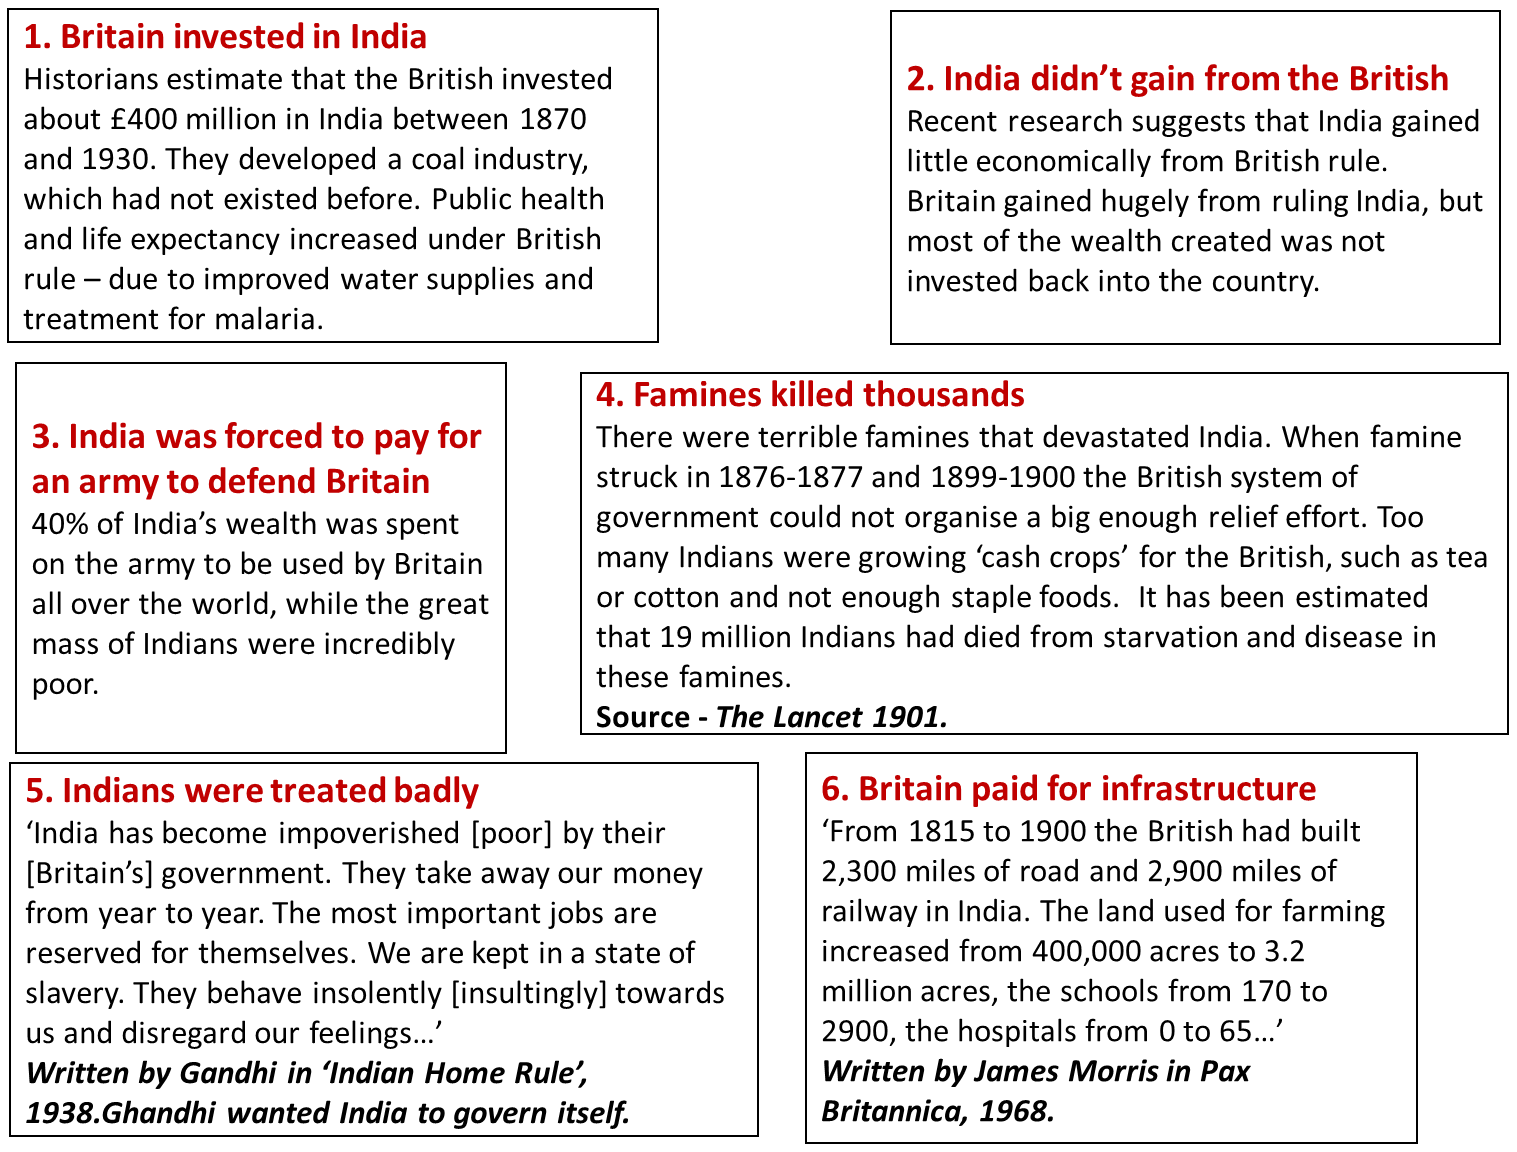 1. Britain invested in India
Historians estimate that the British invested
about £400 million in India between 1870
and 1930. They developed a coal industry,
which had not existed before. Public health
and life expectancy increased under British
rule – due to improved water supplies and
treatment for malaria.
2. India didn’t gain from the British
Recent research suggests that India gained
little economically from British rule.
Britain gained hugely from ruling India, but
most of the wealth created was not
invested back into the country.
3. India was forced to pay for
an army to defend Britain
40% of India’s wealth was spent
on the army to be used by Britain
all over the world, while the great
mass of Indians were incredibly
poor.
4. Famines killed thousands
There were terrible famines that devastated India. When famine
struck in 1876-1877 and 1899-1900 the British system of
government could not organise a big enough relief effort. Too
many Indians were growing ‘cash crops’ for the British, such as tea
or cotton and not enough staple foods.  It has been estimated
that 19 million Indians had died from starvation and disease in
these famines.
Source - The Lancet 1901.
5. Indians were treated badly
‘India has become impoverished [poor] by their
[Britain’s] government. They take away our money
from year to year. The most important jobs are
reserved for themselves. We are kept in a state of
slavery. They behave insolently [insultingly] towards
us and disregard our feelings…’
Written by Gandhi in ‘Indian Home Rule’,
1938.Ghandhi wanted India to govern itself.
6. Britain paid for infrastructure
‘From 1815 to 1900 the British had built
2,300 miles of road and 2,900 miles of
railway in India. The land used for farming
increased from 400,000 acres to 3.2
million acres, the schools from 170 to
2900, the hospitals from 0 to 65…’
Written by James Morris in Pax
Britannica, 1968.